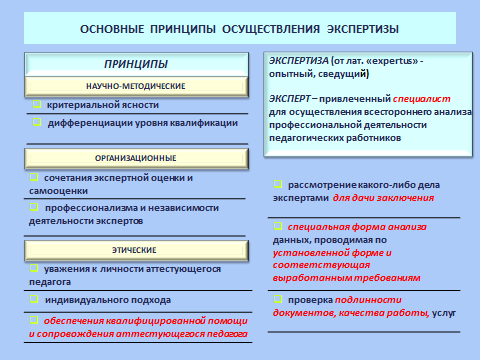 ОСНОВНЫЕ ПРИНЦИПЫ ОСУЩЕСТВЛЕНИЯ ЭКСПЕРТИЗЫ
ПРИНЦИПЫ
НАУЧНО-МЕТОДИЧЕСКИЕ
критериальной ясности
дифференциации уровня квалификации
ОРГАНИЗАЦИОННЫЕ
сочетания экспертной оценки и
самооценки
профессионализма и независимости
деятельности экспертов
ЭТИЧЕСКИЕ
уважения к личности аттестующегося
педагога
индивидуального подхода
обеспечения квалифицированной помощи
и сопровождения аттестующегося педагога
ЭКСПЕРТИЗА (от лат. «expertus» -
опытный, сведущий)
ЭКСПЕРТ – привлеченный специалист
для осуществления всестороннего анализа
профессиональной деятельности
педагогических работников
рассмотрение какого-либо дела
экспертами для дачи заключения
специальная форма анализа
данных, проводимая по
установленной форме и
соответствующая
выработанным требованиям
проверка подлинности
документов, качества работы, услуг